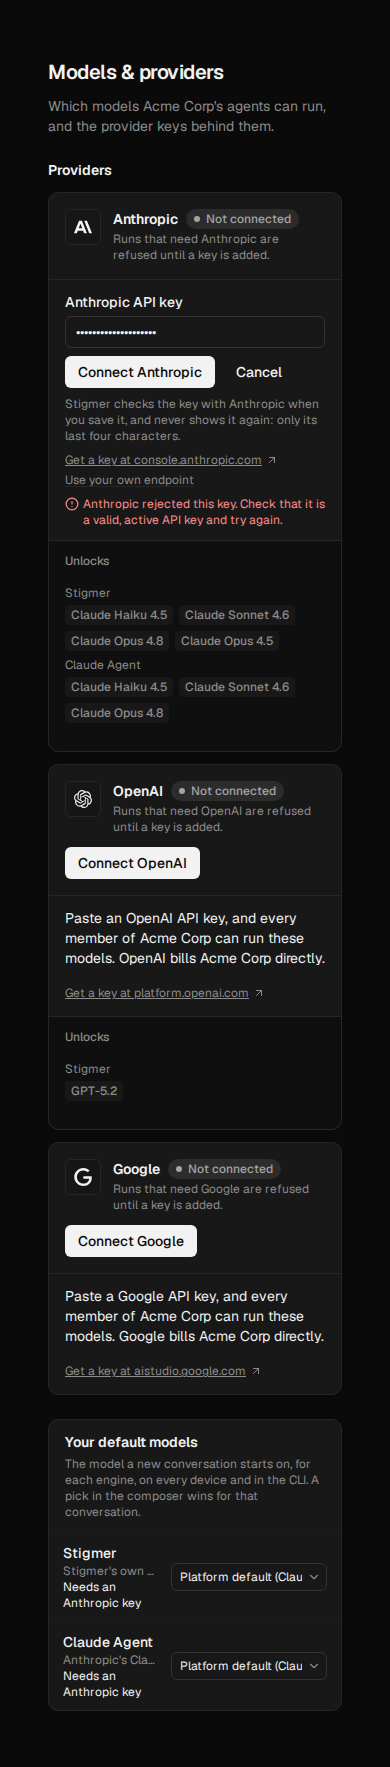 Models & providers
Which models Acme Corp's agents can run,
and the provider keys behind them.
Providers
Anthropic
Not connected
Runs that need Anthropic are
refused until a key is added.
Anthropic API key
••••••••••••••••••••
Connect Anthropic
Cancel
Stigmer checks the key with Anthropic when
you save it, and never shows it again: only its
last four characters.
Get a key at console.anthropic.com
Use your own endpoint
Anthropic rejected this key. Check that it is
a valid, active API key and try again.
Unlocks
Stigmer
Claude Haiku 4.5
Claude Sonnet 4.6
Claude Opus 4.8
Claude Opus 4.5
Claude Agent
Claude Haiku 4.5
Claude Sonnet 4.6
Claude Opus 4.8
OpenAI
Not connected
Runs that need OpenAI are refused
until a key is added.
Connect OpenAI
Paste an OpenAI API key, and every
member of Acme Corp can run these
models. OpenAI bills Acme Corp directly.
Get a key at platform.openai.com
Unlocks
Stigmer
GPT-5.2
Google
Not connected
Runs that need Google are refused
until a key is added.
Connect Google
Paste a Google API key, and every
member of Acme Corp can run these
models. Google bills Acme Corp directly.
Get a key at aistudio.google.com
Your default models
The model a new conversation starts on, for
each engine, on every device and in the CLI. A
pick in the composer wins for that
conversation.
Stigmer
Stigmer's own ...
Needs an
Anthropic key
Platform default (Clau
Claude Agent
Anthropic's Cla...
Needs an
Anthropic key
Platform default (Clau